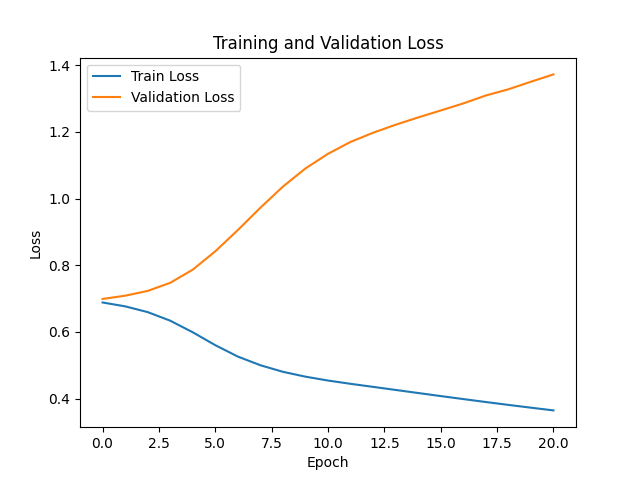 Training and Validation Loss
Train Loss
Validation Loss
Loss
1.4
1.2
1.0
0.8
0.6
0.4
0.0 2.5 5.0 7.5 10.0 12.5 15.0 17.5 20.0
Epoch